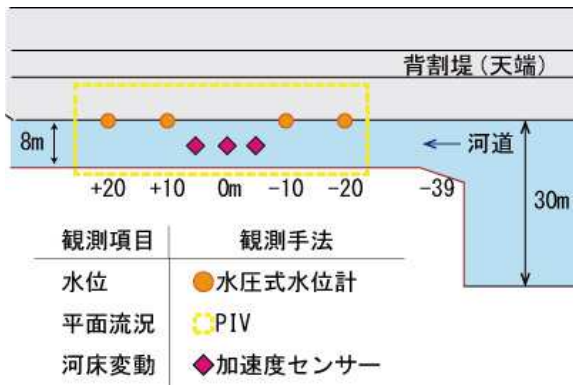 背割堤(天端)
8m
← 河道
+20 +10 0m −10 −20 −39
30m
観測項目 観測手法
水位 水圧式水位計
平面流況 PIV
河床変動 加速度センサー